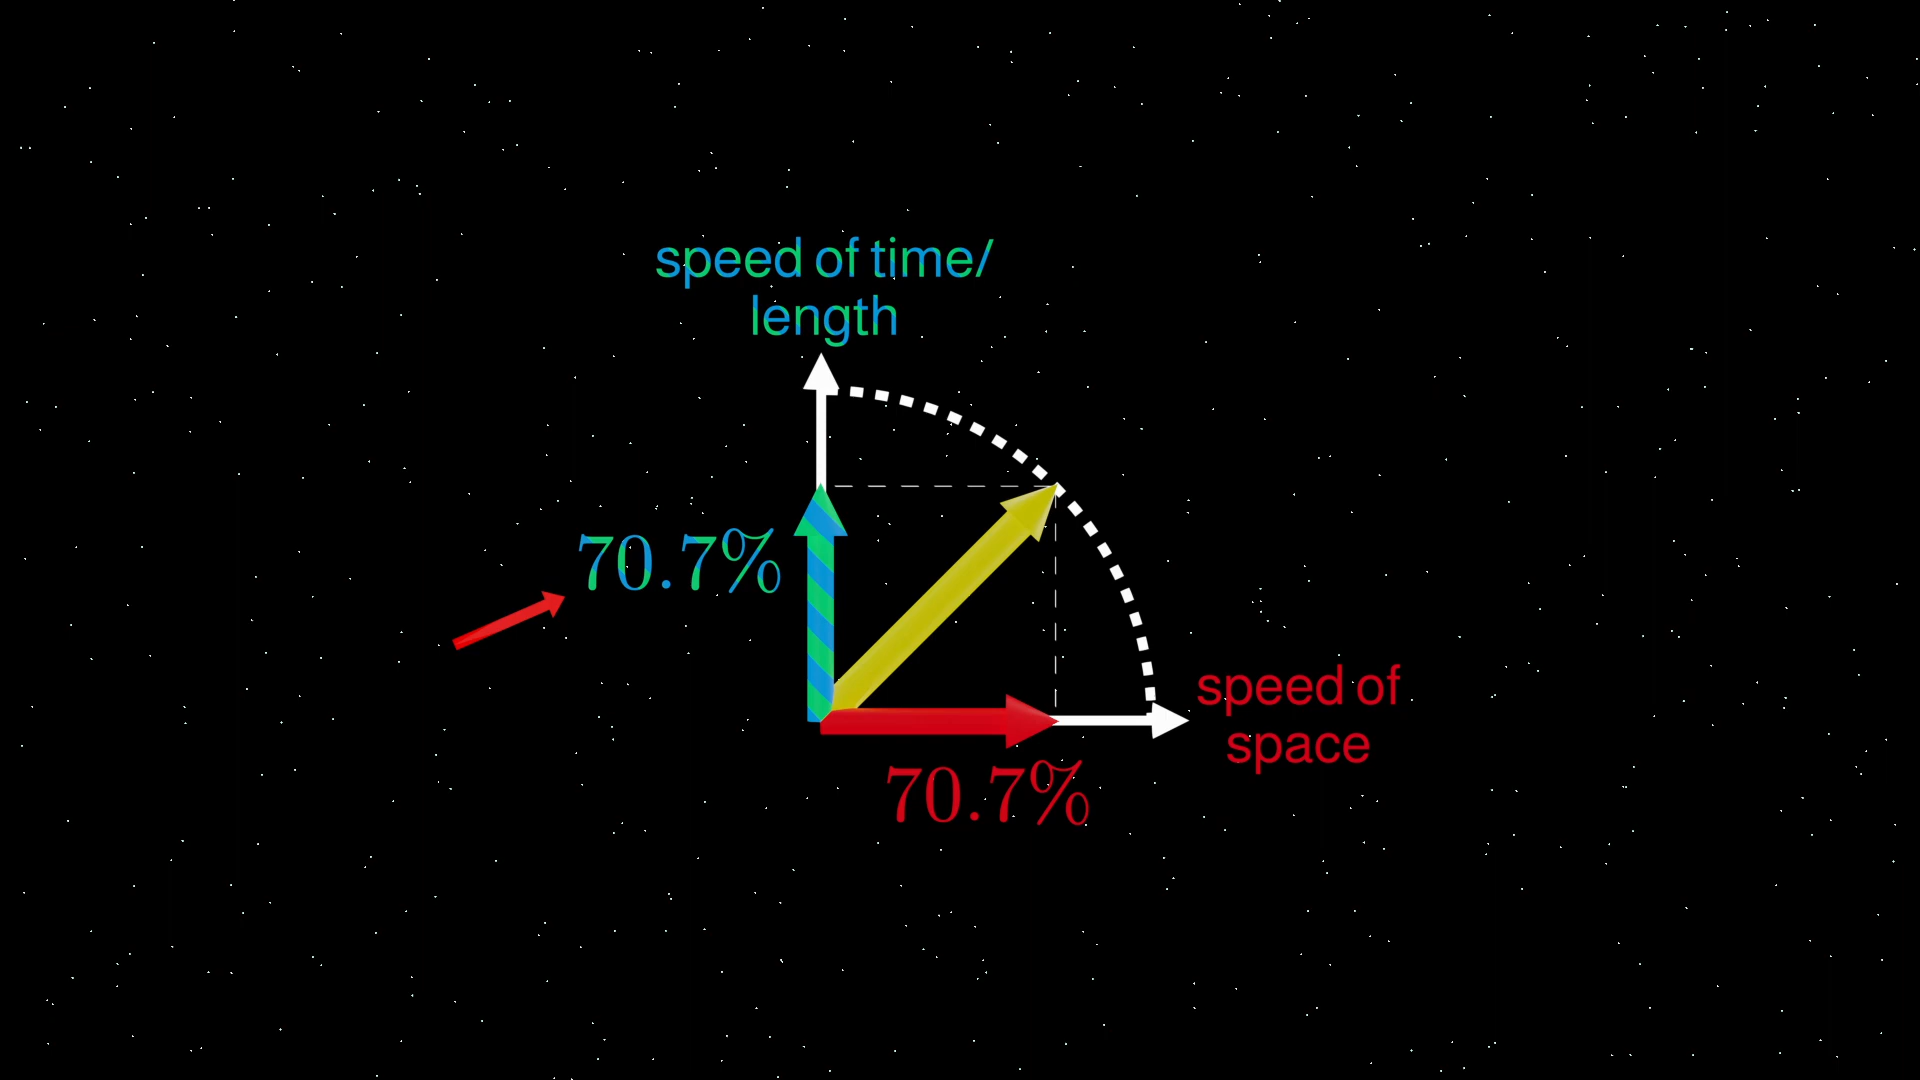 speed of time/
length
70.7%
speed of
space
70.7%